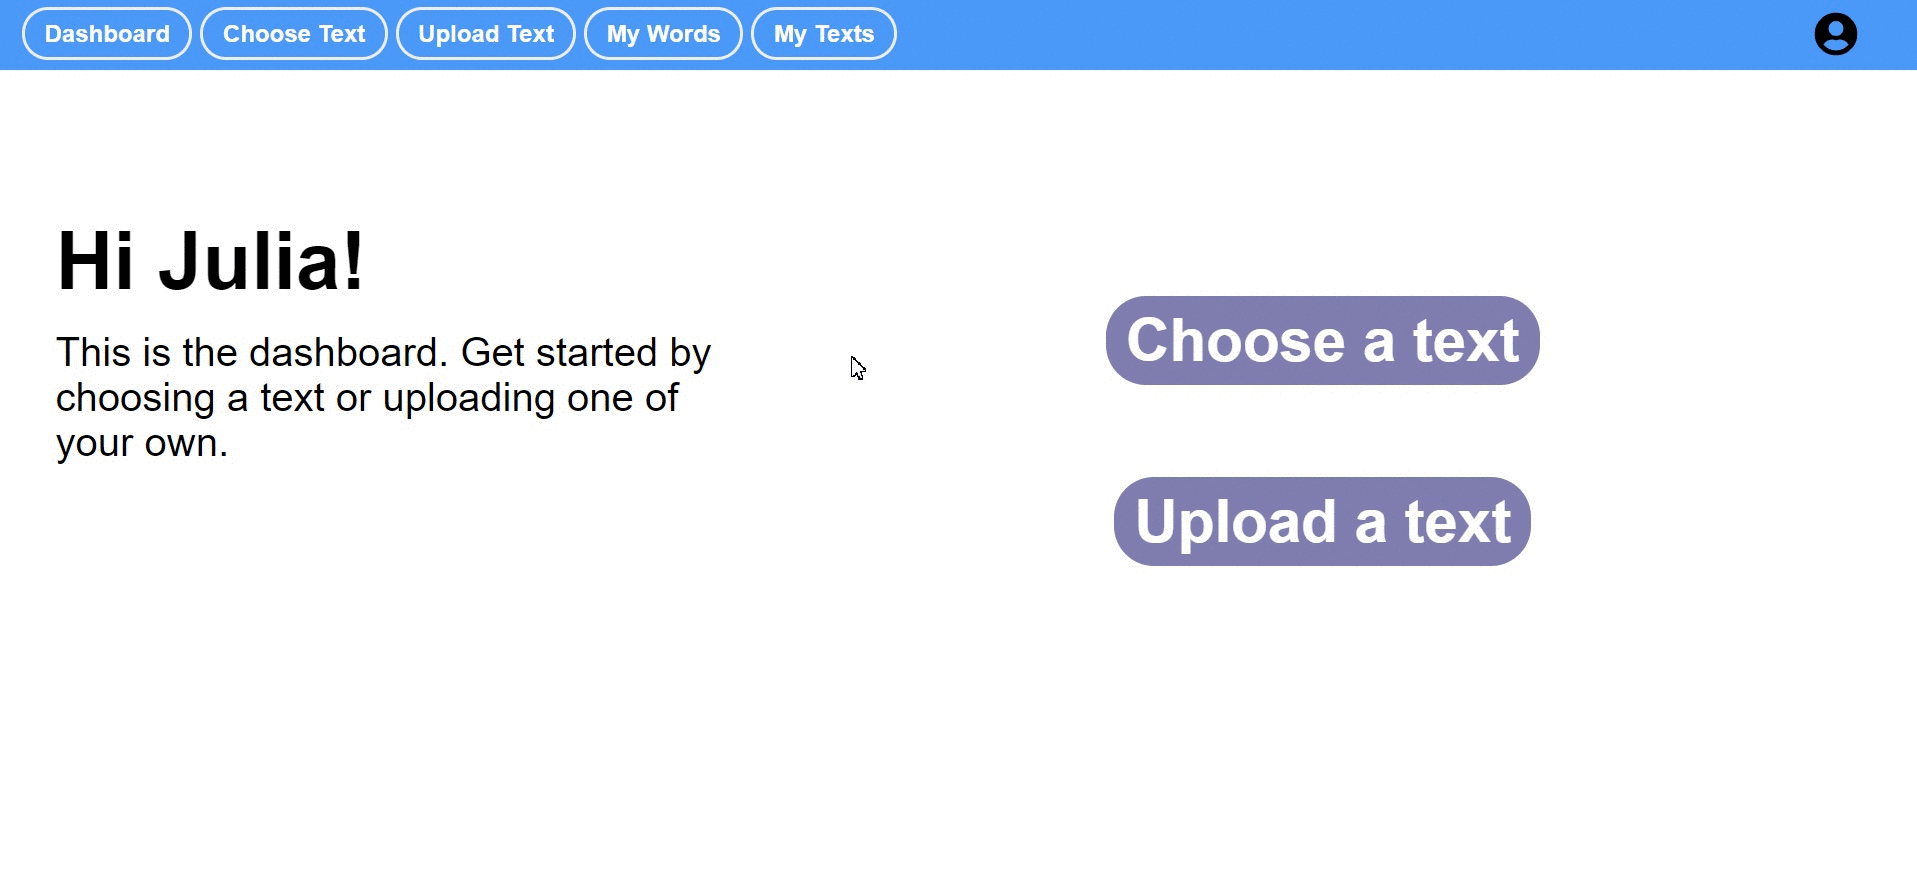 Dashboard
Choose Text
Upload Text
My Words
My Texts
Hi Julia!
This is the dashboard. Get started by
choosing a text or uploading one of
your own.
Choose a text
Upload a text